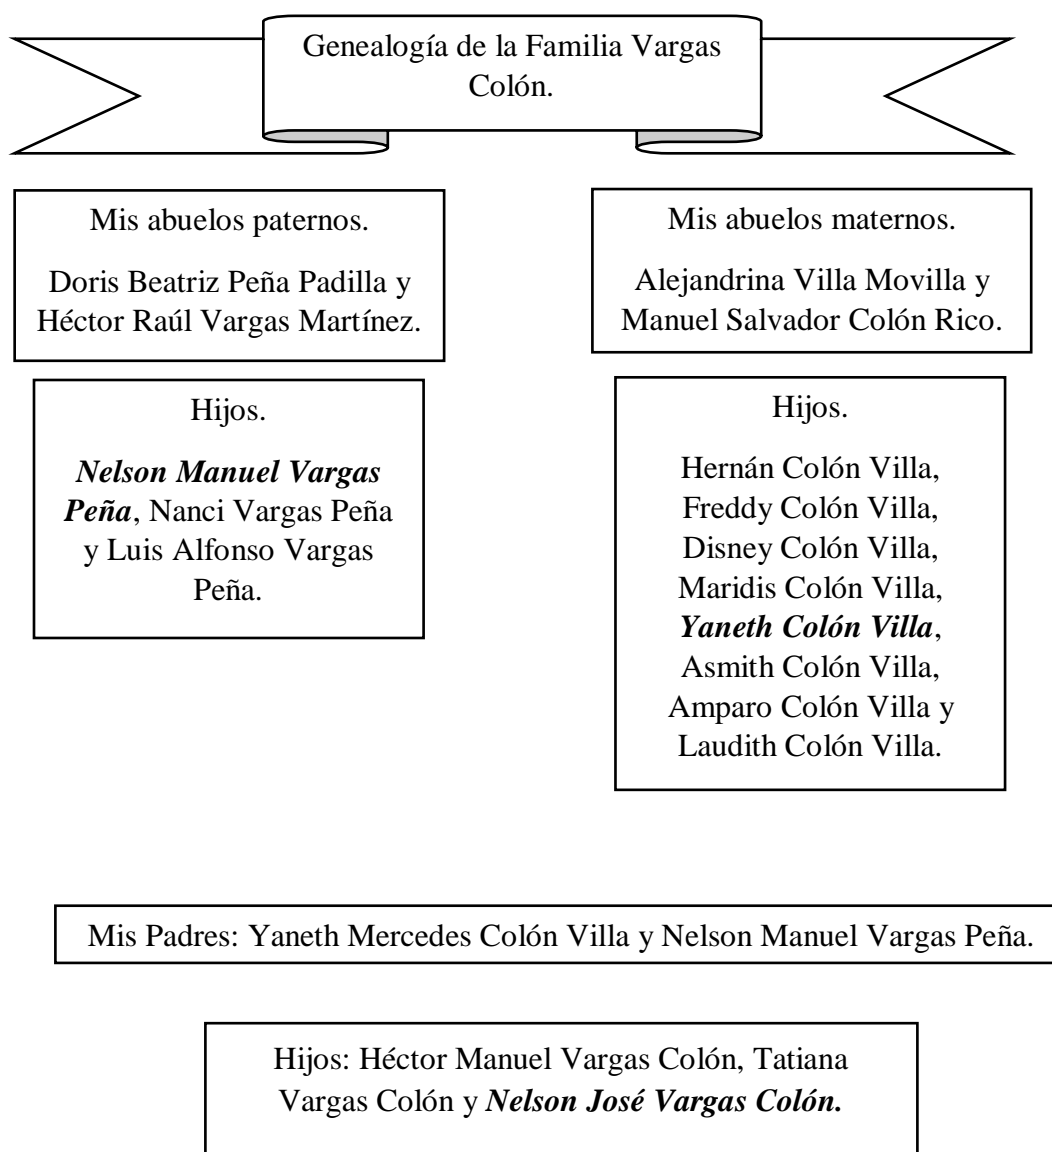 Genealogía de la Familia Vargas
Colón.
Mis abuelos paternos.
Doris Beatriz Peña Padilla y
Héctor Raúl Vargas Martínez.
Mis abuelos maternos.
Alejandrina Villa Movilla y
Manuel Salvador Colón Rico.
Hijos.
Nelson Manuel Vargas
Peña, Nanci Vargas Peña
y Luis Alfonso Vargas
Peña.
Hijos.
Hernán Colón Villa,
Freddy Colón Villa,
Disney Colón Villa,
Maridis Colón Villa,
Yaneth Colón Villa,
Asmith Colón Villa,
Amparo Colón Villa y
Laudith Colón Villa.
Mis Padres: Yaneth Mercedes Colón Villa y Nelson Manuel Vargas Peña.
Hijos: Héctor Manuel Vargas Colón, Tatiana
Vargas Colón y Nelson José Vargas Colón.